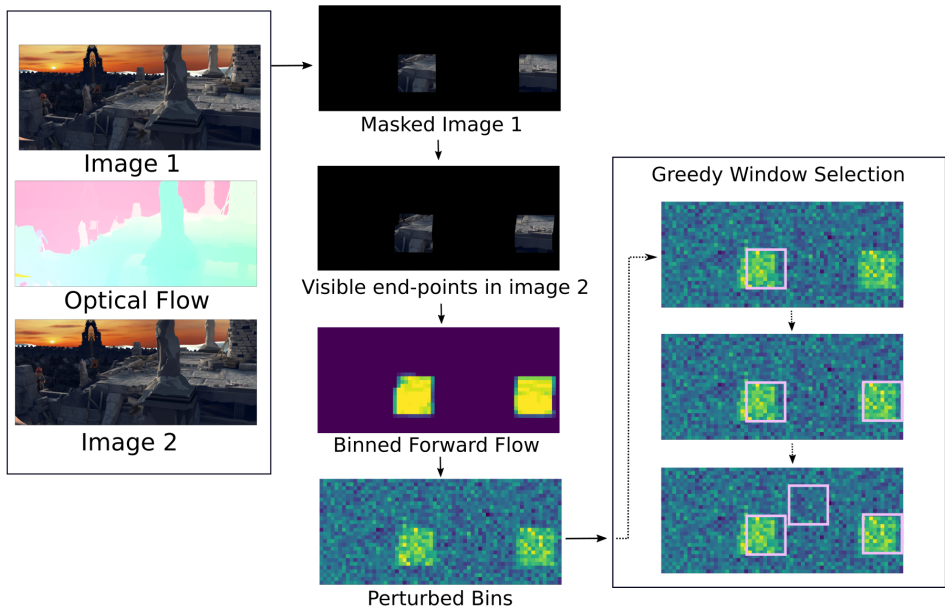 Image 1
Optical Flow
Image 2
Masked Image 1
Visible end-points in image 2
Binned Forward Flow
Perturbed Bins
Greedy Window Selection